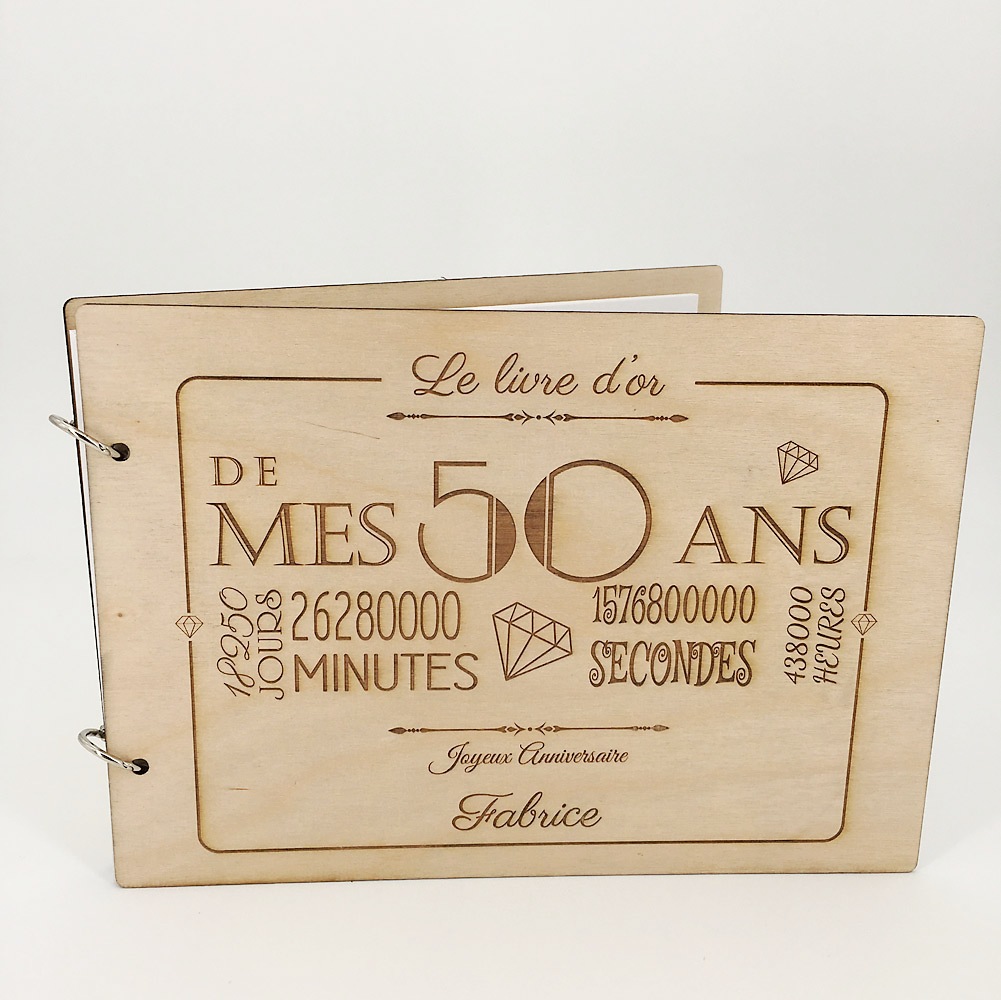 Le livre d'or
DE
MES 50 ANS
18250
JOURS
26280000
MINUTES
1576800000
SECONDES
438000
HEURES
Joyeux Anniversaire
Fabrice